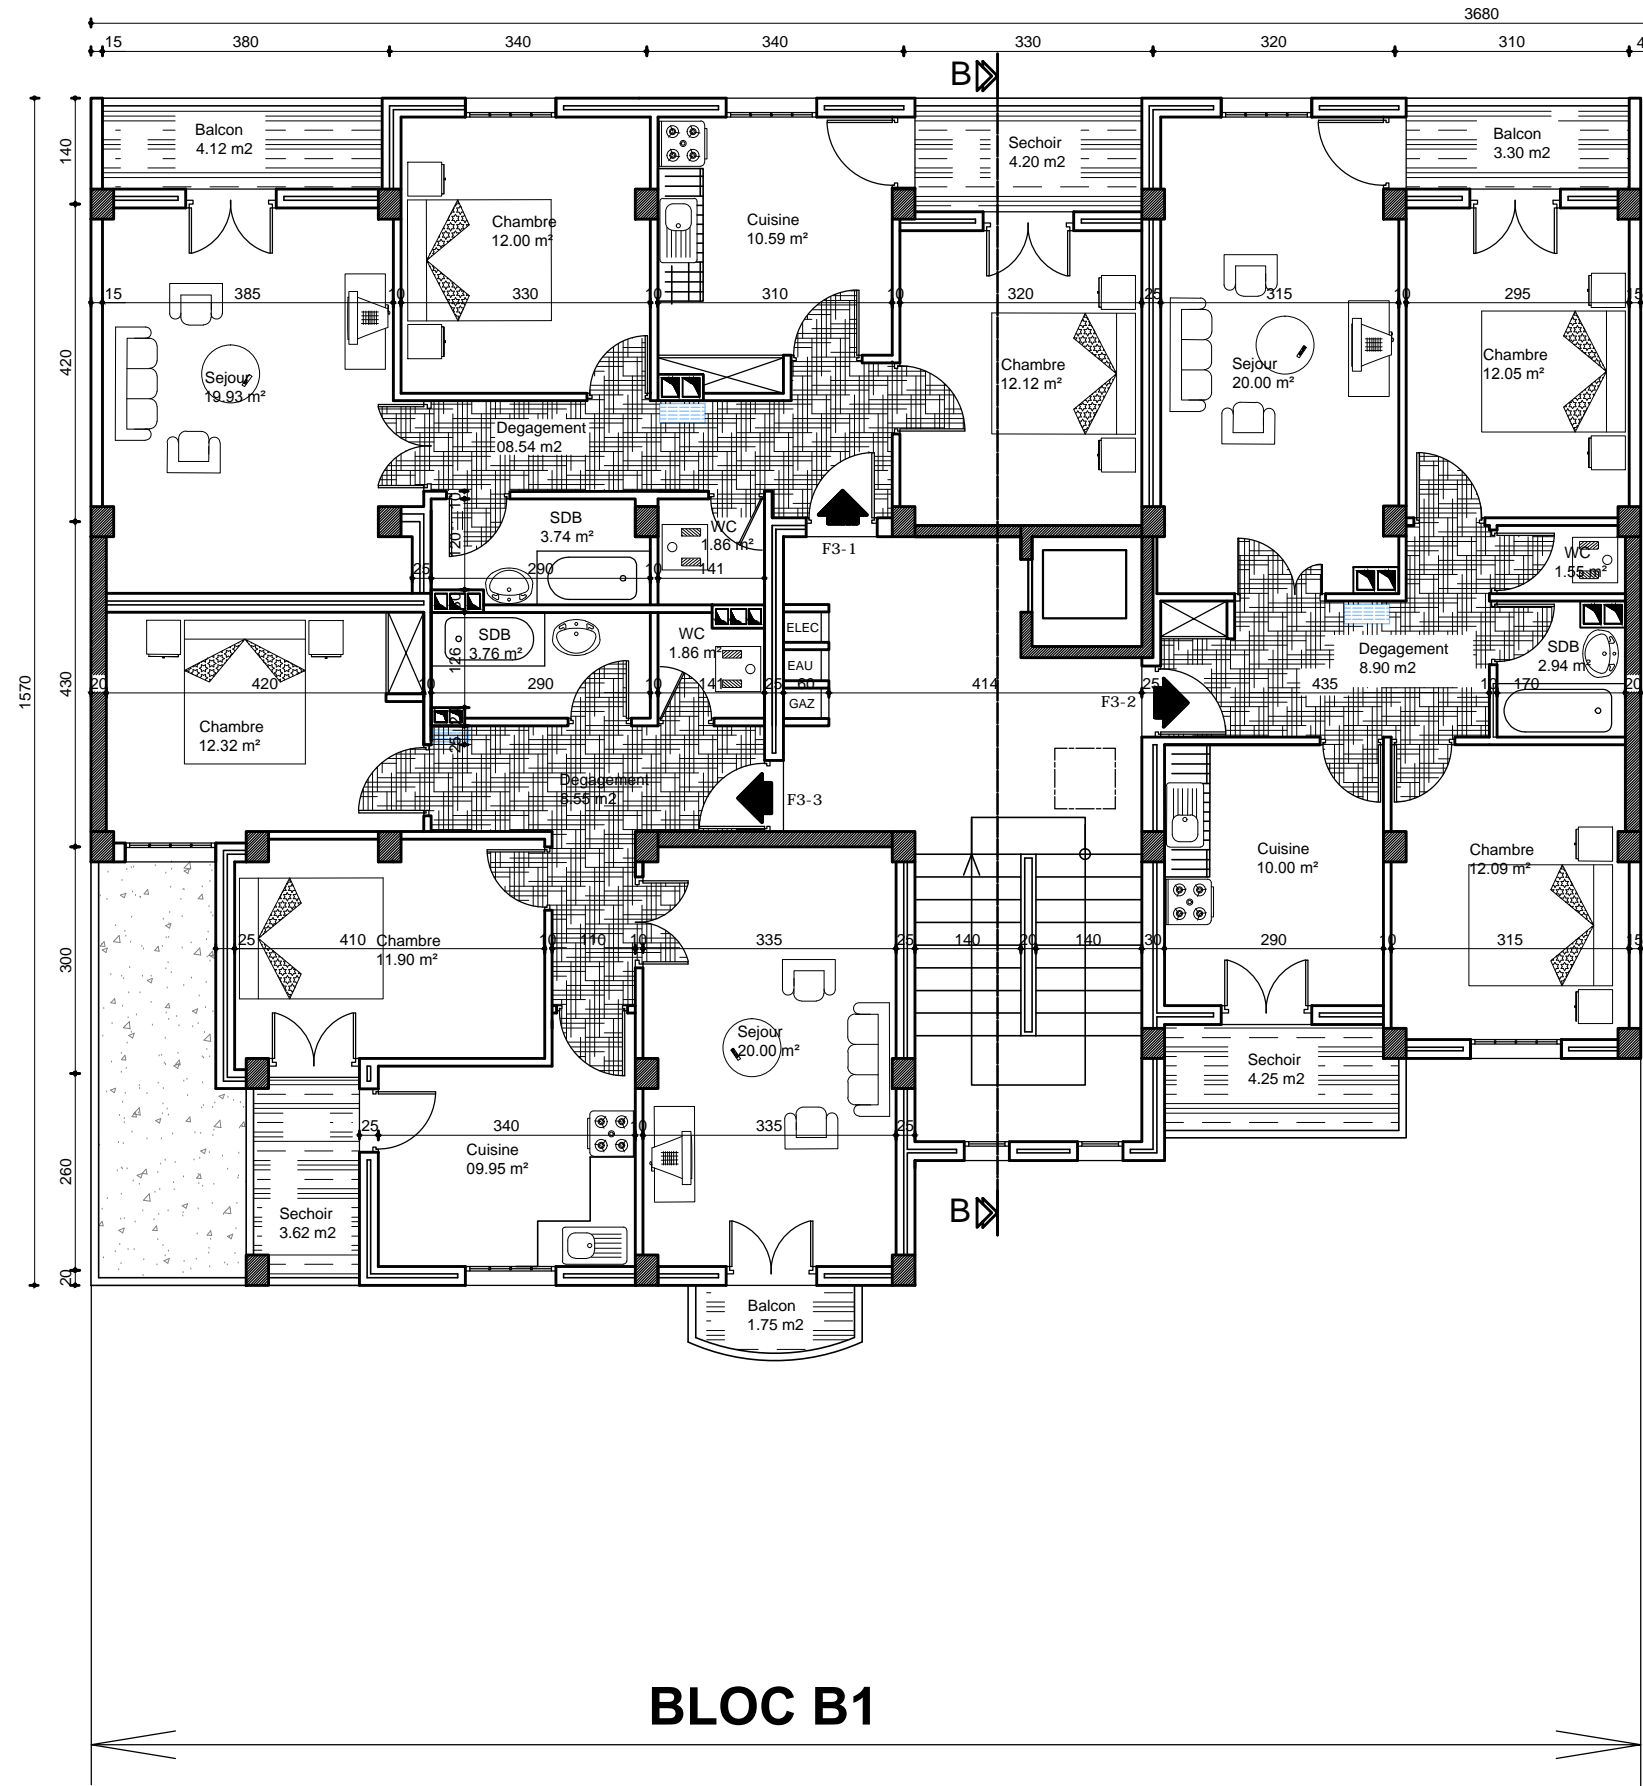 3680
15 380 340 340 330 320 310 4
B
Balcon
4.12 m2
Sechoir
4.20 m2
Balcon
3.30 m2
140
Chambre
12.00 m²
Cuisine
10.59 m²
15 385 10 330 10 310 10 320 25 315 10 295 15
420
Sejour
19.93 m²
Chambre
12.12 m²
Sejour
20.00 m²
Chambre
12.05 m²
Degagement
08.54 m2
10
SDB
3.74 m²
WC
1.86 m²
F3-1
120
WC
1.55 m²
25 290 10 141
SDB
3.76 m²
WC
1.86 m²
ELEC
EAU
GAZ
126
Degagement
8.90 m2
SDB
2.94 m²
1570
430
20 420 10 290 10 141 25 60 414 25 435 10 170 20
F3-2
Chambre
12.32 m²
25
Degagement
8.55 m2
F3-3
Cuisine
10.00 m²
Chambre
12.09 m²
300
25 410 10 110 10 335 25 140 20 140 30 290 10 315 15
Chambre
11.90 m²
Sejour
20.00 m²
Sechoir
4.25 m2
25 340 10 335 25
Cuisine
09.95 m²
260
Sechoir
3.62 m2
B
20
Balcon
1.75 m2
BLOC B1